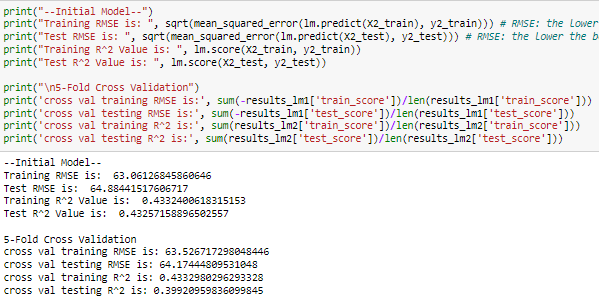 print("--Initial Model--")
print("Training RMSE is: ", sqrt(mean_squared_error(lm.predict(X2_train), y2_train))) # RMSE: the Lower
print("Test RMSE is: ", sqrt(mean_squared_error(lm.predict(X2_test), y2_test))) # RMSE: the Lower the b
print("Training R^2 Value is: ", lm.score(X2_train, y2_train))
print("Test R^2 Value is: ", lm.score(X2_test, y2_test))
print("\n5-Fold Cross Validation")
print('cross val training RMSE is:', sum(-results_lm1['train_score'])/len(results_lm1['train_score']))
print('cross val testing RMSE is:', sum(-results_lm1['test_score'])/len(results_lm1['test_score']))
print('cross val training R^2 is:', sum(results_lm2['train_score'])/len(results_lm2['train_score']))
print('cross val testing R^2 is:', sum(results_lm2['test_score'])/len(results_lm2['test_score']))
--Initial Model--
Training RMSE is:  63.06126845860646
Test RMSE is:  64.88441517606717
Training R^2 Value is:  0.4332400618315153
Test R^2 Value is:  0.43257158896502557
5-Fold Cross Validation
cross val training RMSE is: 63.526717298048446
cross val testing RMSE is: 64.17444809531048
cross val training R^2 is: 0.4332980296293328
cross val testing R^2 is: 0.39920959836099845